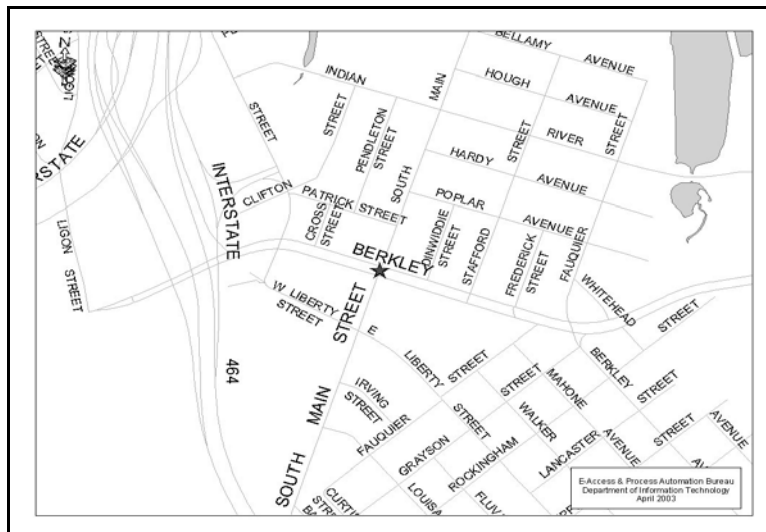 BELLAMY AVENUE
INDIAN RIVER
HOUGH AVENUE
STREET
MAIN
STREET
PENDLETON STREET
STREET
STREET
HARDY AVENUE
INTERSTATE
INTERSTATE 464
CLIFTON
PATRICK STREET
SOUTH
POPLAR AVENUE
LIGON STREET
CROSS STREET
BERKLEY
DINWIDDIE STREET
STAFFORD
FREDERICK STREET
FAUQUIER
WHITEHEAD
W LIBERTY STREET
STREET
E LIBERTY STREET
STREET
BERKLEY
MAIN
IRVING STREET
STREET
MAHONE
STREET
SOUTH
FAUQUIER
GRAYSON
WALKER
ROCKINGHAM
LANCASTER
AVENUE
STREET
AVENUE
LOUISA
E-Access & Process Automation Bureau
Department of Information Technology
April 2003